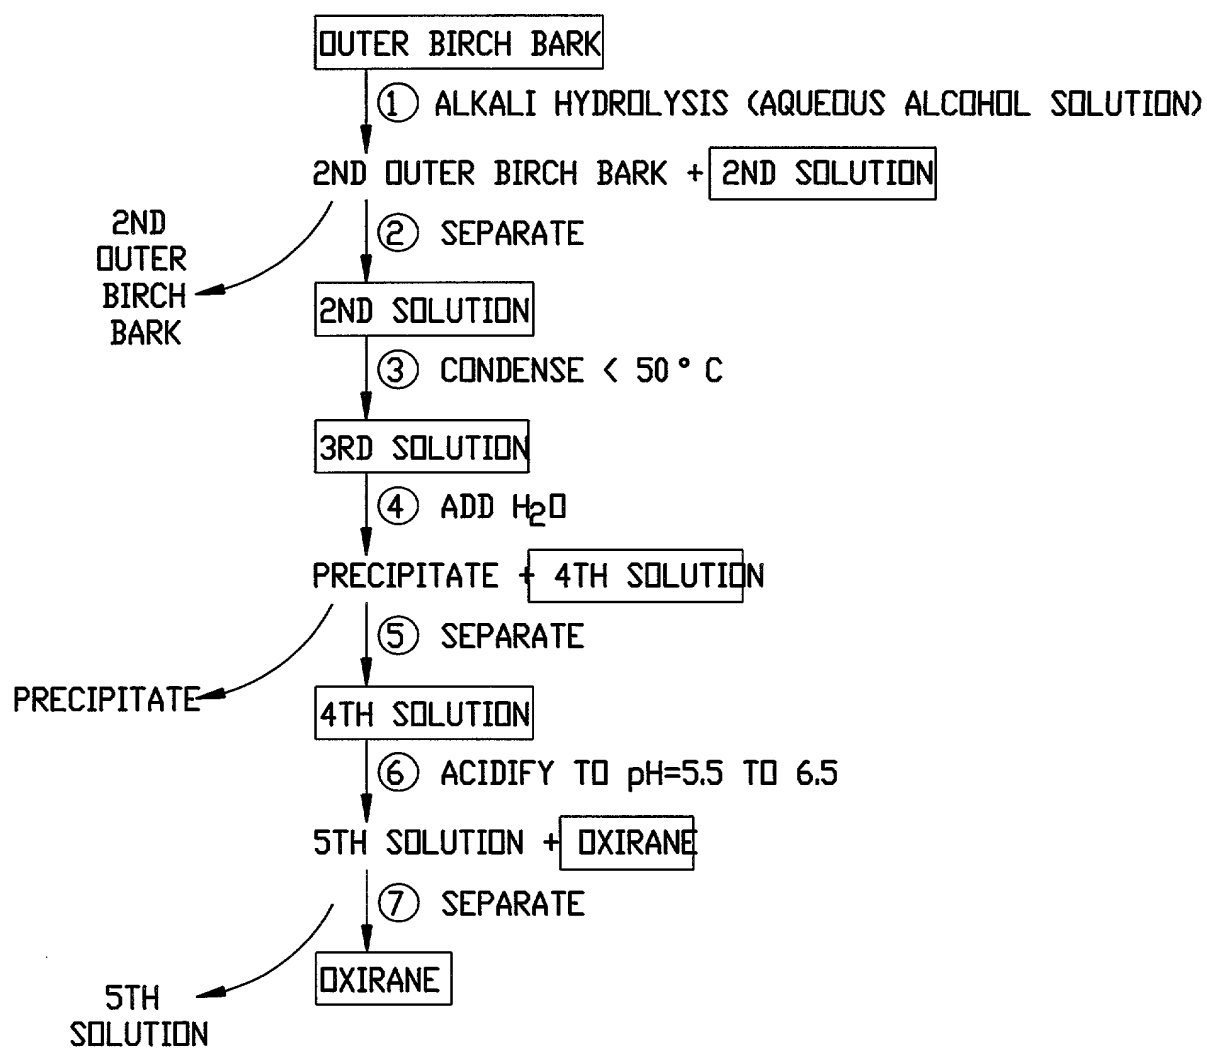 OUTER BIRCH BARK
① ALKALI HYDROLYSIS (AQUEOUS ALCOHOL SOLUTION)
2ND OUTER BIRCH BARK + 2ND SOLUTION
2ND
OUTER
BIRCH
BARK
② SEPARATE
2ND SOLUTION
③ CONDENSE < 50° C
3RD SOLUTION
④ ADD H₂O
PRECIPITATE + 4TH SOLUTION
⑤ SEPARATE
PRECIPITATE
4TH SOLUTION
⑥ ACIDIFY TO pH=5.5 TO 6.5
5TH SOLUTION + OXIRANE
⑦ SEPARATE
OXIRANE
5TH
SOLUTION